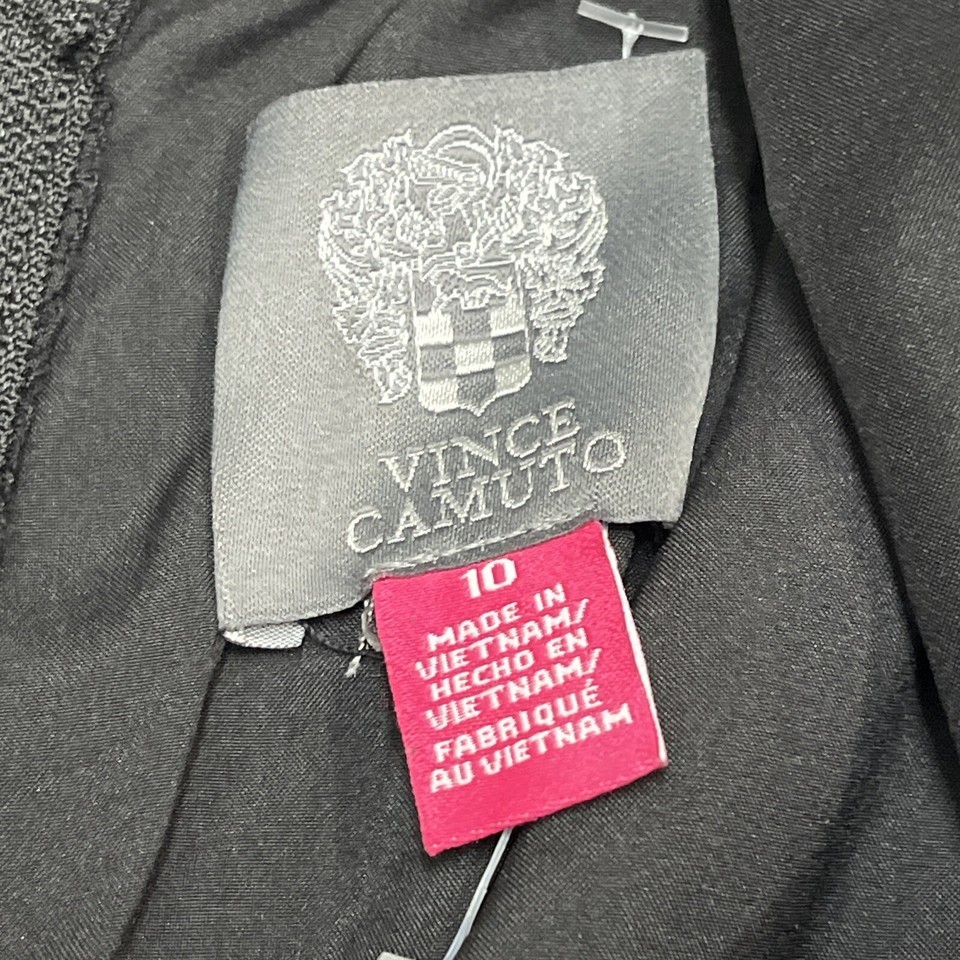 VINCE
CAMUTO
10
MADE IN
VIETNAM/
HECHO EN
VIETNAM/
FABRIQUÉ
AU VIETNAM